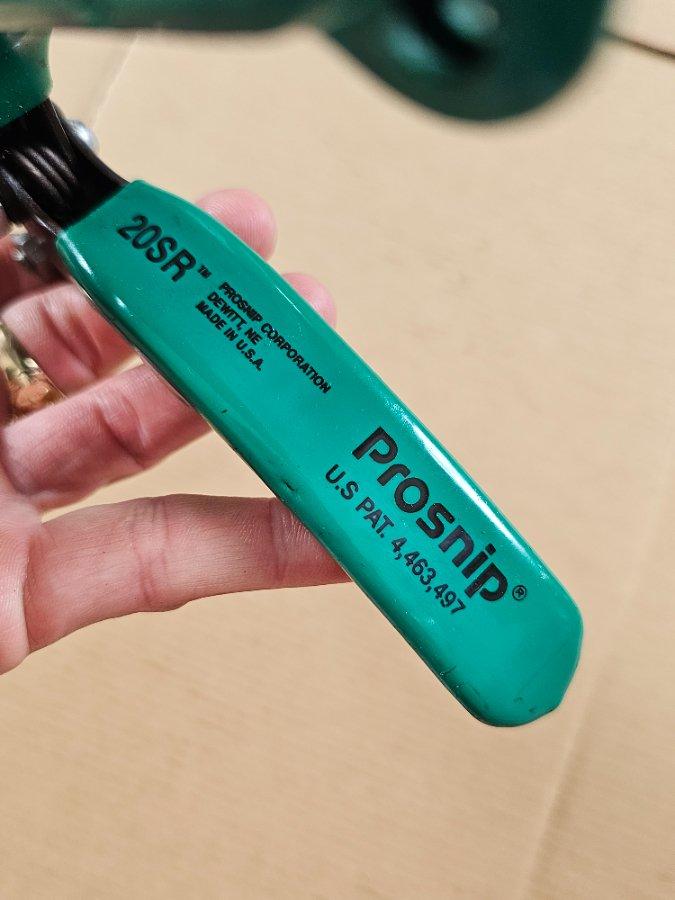 20SR™
PROSNIP CORPORATION
DEWITT, NE
MADE IN U.S.A.
Prosnip®
U.S PAT. 4,463,497